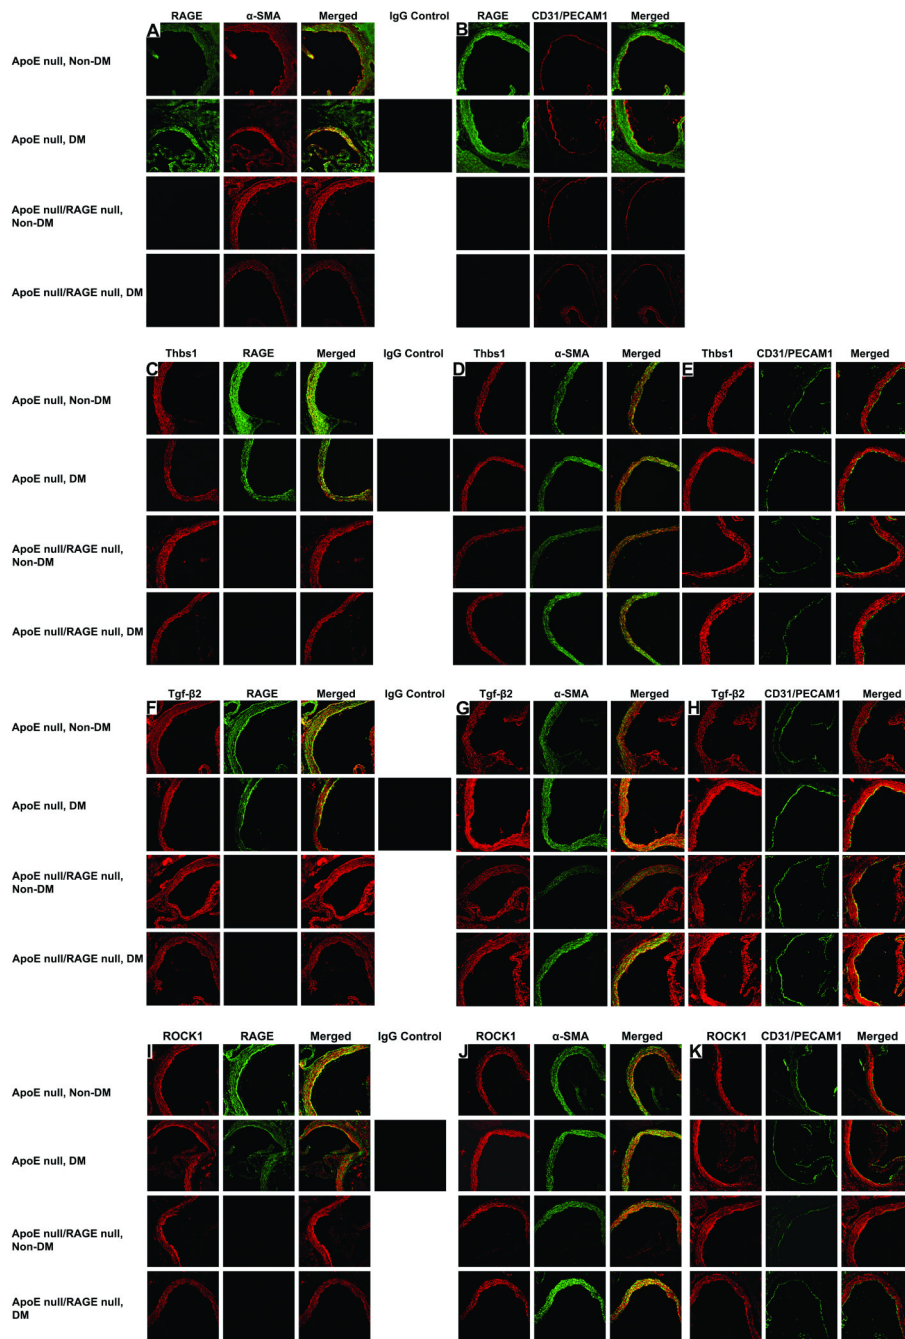 RAGE α-SMA Merged IgG Control RAGE CD31/PECAM1 Merged
A B
ApoE null, Non-DM
ApoE null, DM
ApoE null/RAGE null,
Non-DM
ApoE null/RAGE null, DM
Thbs1 RAGE Merged IgG Control Thbs1 α-SMA Merged Thbs1 CD31/PECAM1 Merged
C D E
ApoE null, Non-DM
ApoE null, DM
ApoE null/RAGE null,
Non-DM
ApoE null/RAGE null, DM
Tgf-β2 RAGE Merged IgG Control Tgf-β2 α-SMA Merged Tgf-β2 CD31/PECAM1 Merged
F G H
ApoE null, Non-DM
ApoE null, DM
ApoE null/RAGE null,
Non-DM
ApoE null/RAGE null, DM
ROCK1 RAGE Merged IgG Control ROCK1 α-SMA Merged ROCK1 CD31/PECAM1 Merged
I J K
ApoE null, Non-DM
ApoE null, DM
ApoE null/RAGE null,
Non-DM
ApoE null/RAGE null,
DM